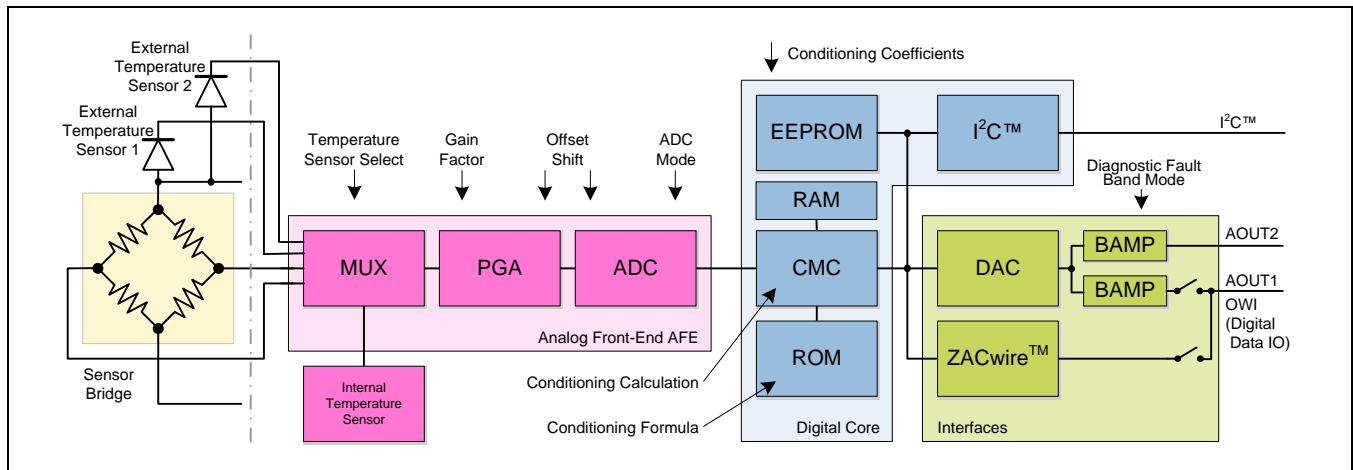 External
Temperature
Sensor 2
External
Temperature
Sensor 1
Temperature
Sensor Select
Gain
Factor
Offset
Shift
ADC
Mode
Conditioning Coefficients
EEPROM
I²C™
I²C™
Diagnostic Fault
Band Mode
RAM
MUX
PGA
ADC
CMC
DAC
BAMP
AOUT2
BAMP
AOUT1
OWI
(Digital
Data IO)
Analog Front-End AFE
ROM
ZACwire™
Sensor
Bridge
Internal
Temperature
Sensor
Conditioning Calculation
Conditioning Formula
Digital Core
Interfaces